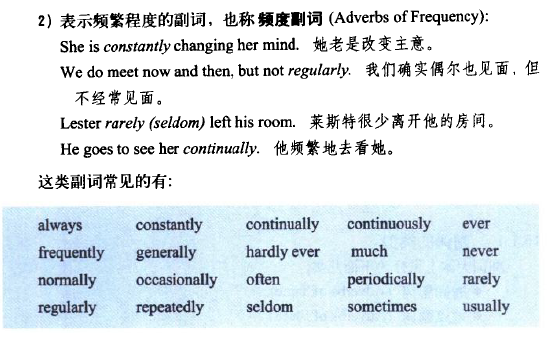 2）表示频繁程度的副词，也称频度副词 (Adverbs of Frequency):
She is constantly changing her mind. 她老是改变主意。
We do meet now and then, but not regularly. 我们确实偶尔也见面，但
不经常见面。
Lester rarely (seldom) left his room. 莱斯特很少离开他的房间。
He goes to see her continually. 他频繁地去看她。
这类副词常见的有:
always constantly continually continuously ever
frequently generally hardly ever much never
normally occasionally often periodically rarely
regularly repeatedly seldom sometimes usually